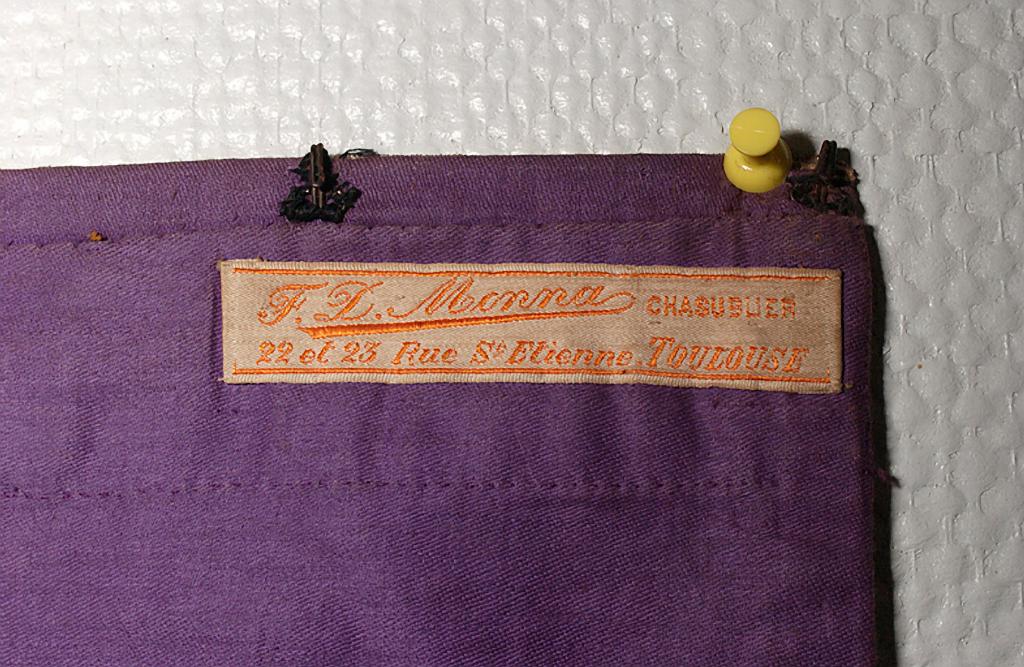 F. D. Monna CHASUBLIER
22 et 23 Rue St Etienne. TOULOUSE